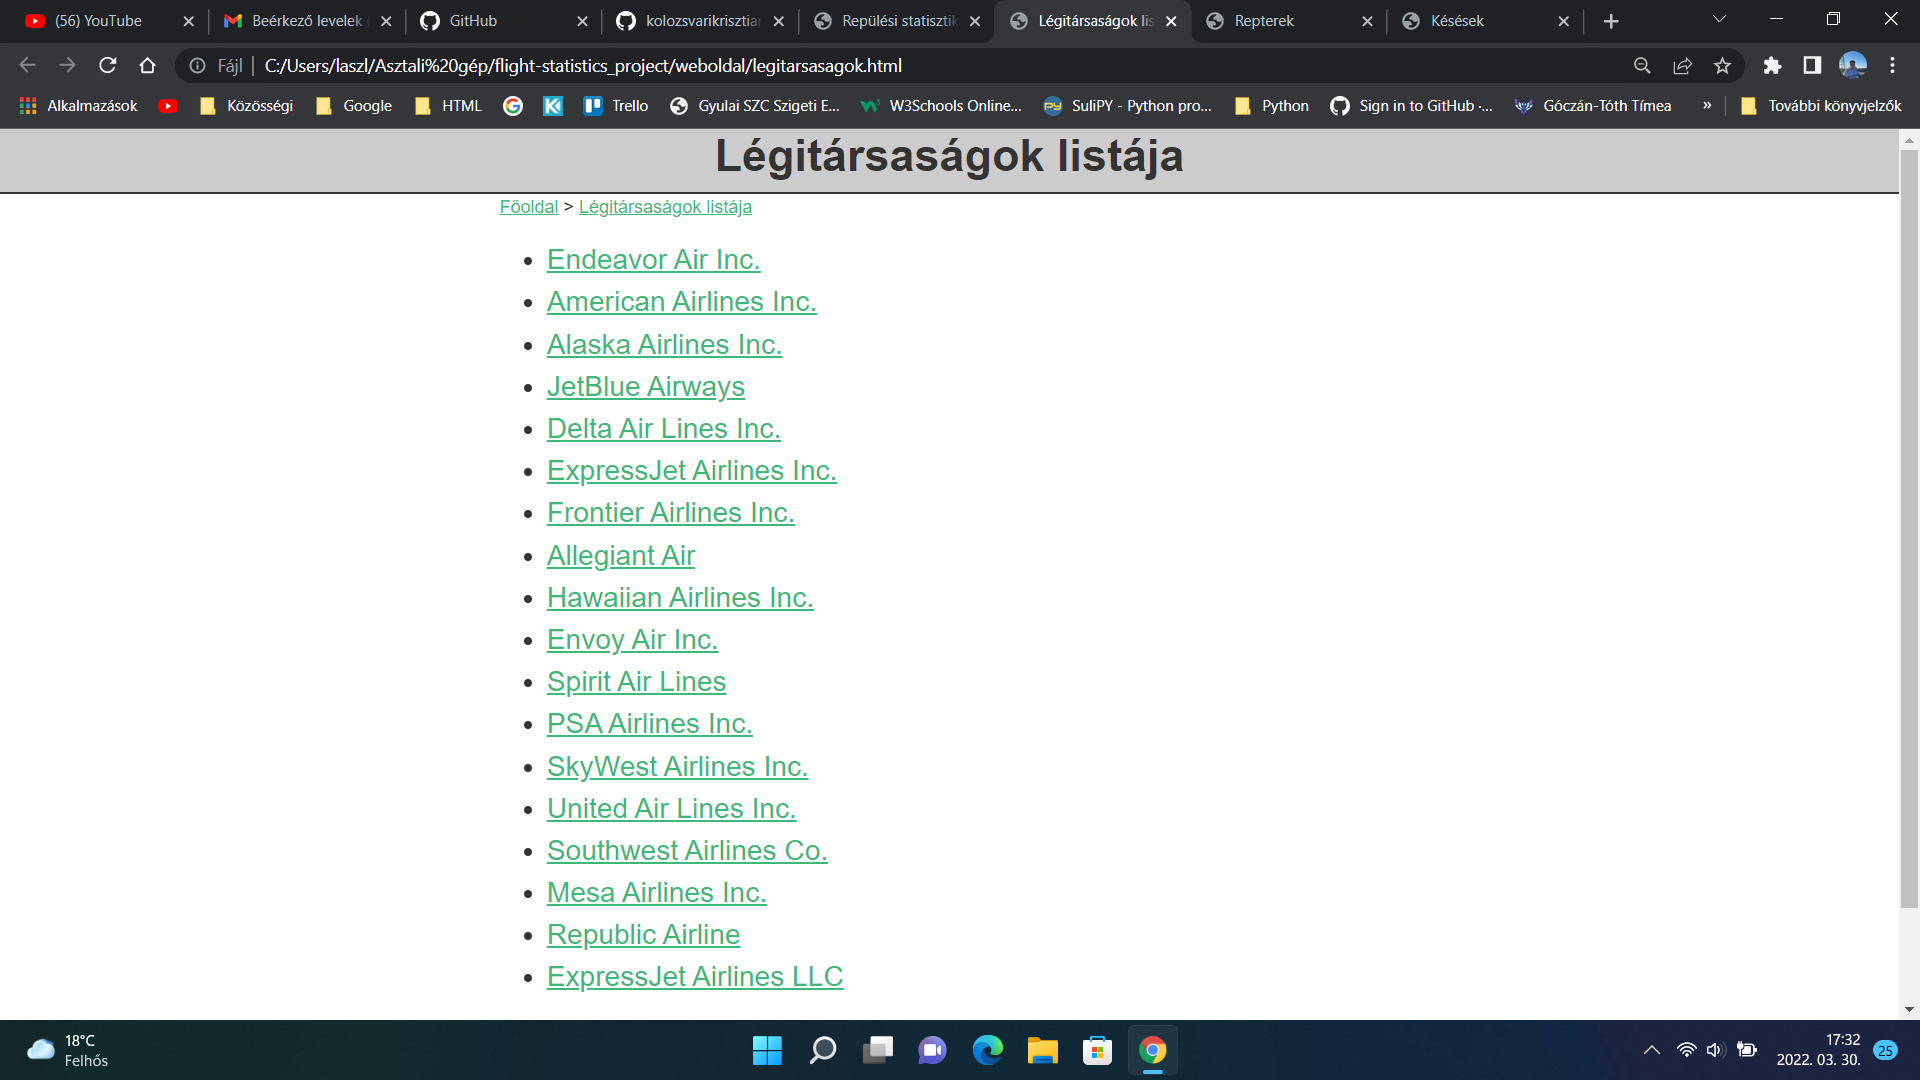 (56) YouTube
Beérkező levelek
GitHub
kolozsvarikrisztian
Repülési statisztik
Légitársaságok lis
Repterek
Késések
Fájl
C:/Users/laszl/Asztali%20gép/flight-statistics_project/weboldal/legitarsasagok.html
Alkalmazások
Közösségi
Google
HTML
Trello
Gyulai SZC Szigeti E...
W3Schools Online...
SuliPY - Python pro...
Python
Sign in to GitHub ·...
Góczán-Tóth Tímea
»
További könyvjelzők
Légitársaságok listája
Főoldal > Légitársaságok listája
Endeavor Air Inc.
American Airlines Inc.
Alaska Airlines Inc.
JetBlue Airways
Delta Air Lines Inc.
ExpressJet Airlines Inc.
Frontier Airlines Inc.
Allegiant Air
Hawaiian Airlines Inc.
Envoy Air Inc.
Spirit Air Lines
PSA Airlines Inc.
SkyWest Airlines Inc.
United Air Lines Inc.
Southwest Airlines Co.
Mesa Airlines Inc.
Republic Airline
ExpressJet Airlines LLC
18°C
Felhős
17:32
2022. 03. 30.
25